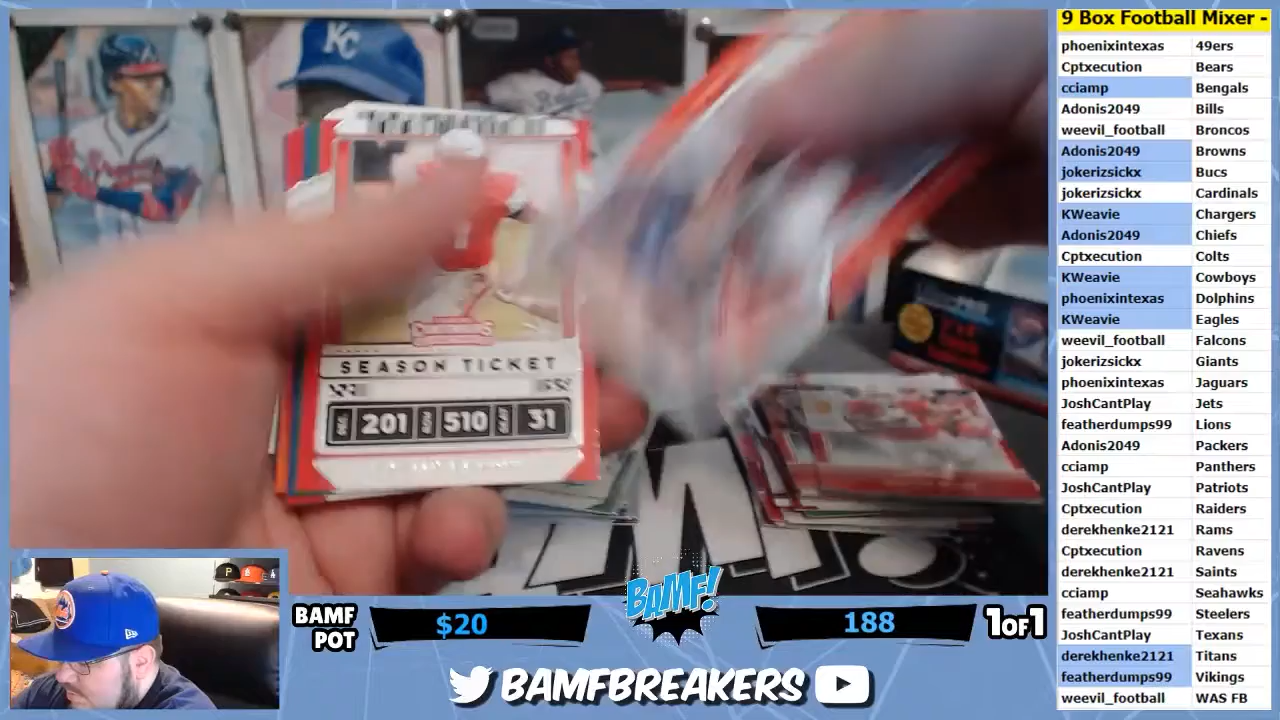 KC
SEASON TICKET
201 510 31
P
BAMF POT
$20
BAMF!
188
1 OF 1
BAMFBREAKERS
9 Box Football Mixer -
phoenixintexas 49ers
Cptxecution Bears
cciamp Bengals
Adonis2049 Bills
weevil_football Broncos
Adonis2049 Browns
jokerizsickx Bucs
jokerizsickx Cardinals
KWeavie Chargers
Adonis2049 Chiefs
Cptxecution Colts
KWeavie Cowboys
phoenixintexas Dolphins
KWeavie Eagles
weevil_football Falcons
jokerizsickx Giants
phoenixintexas Jaguars
JoshCantPlay Jets
featherdumps99 Lions
Adonis2049 Packers
cciamp Panthers
JoshCantPlay Patriots
Cptxecution Raiders
derekhenke2121 Rams
Cptxecution Ravens
derekhenke2121 Saints
cciamp Seahawks
featherdumps99 Steelers
JoshCantPlay Texans
derekhenke2121 Titans
featherdumps99 Vikings
weevil_football WAS FB